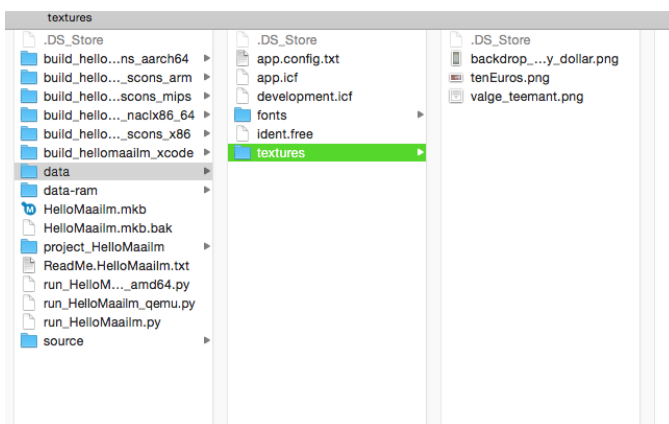 textures
.DS_Store
build_hello...ns_aarch64
build_hello..._scons_arm
build_hello...scons_mips
build_hello..._naclx86_64
build_hello..._scons_x86
build_hellomaailm_xcode
data
data-ram
HelloMaailm.mkb
HelloMaailm.mkb.bak
project_HelloMaailm
ReadMe.HelloMaailm.txt
run_HelloM..._amd64.py
run_HelloMaailm_qemu.py
run_HelloMaailm.py
source
.DS_Store
app.config.txt
app.icf
development.icf
fonts
ident.free
textures
.DS_Store
backdrop_...y_dollar.png
tenEuros.png
valge_teemant.png